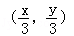 (x/3, y/3)